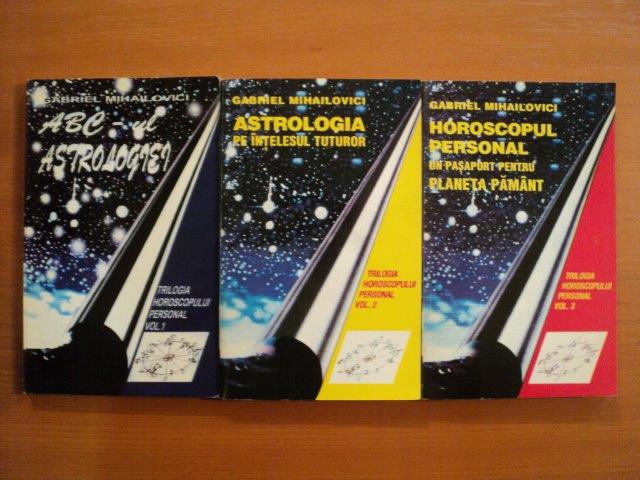 GABRIEL MIHAILOVICI
ABC-ul
ASTROLOGIEI
TRILOGIA
HOROSCOPULUI
PERSONAL
VOL.1
GABRIEL MIHAILOVICI
ASTROLOGIA
PE ÎNȚELESUL TUTUROR
TRILOGIA
HOROSCOPULUI
PERSONAL
VOL. 2
GABRIEL MIHAILOVICI
HOROSCOPUL
PERSONAL
UN PAȘAPORT PENTRU
PLANETA PĂMÂNT
TRILOGIA
HOROSCOPULUI
PERSONAL
VOL. 3